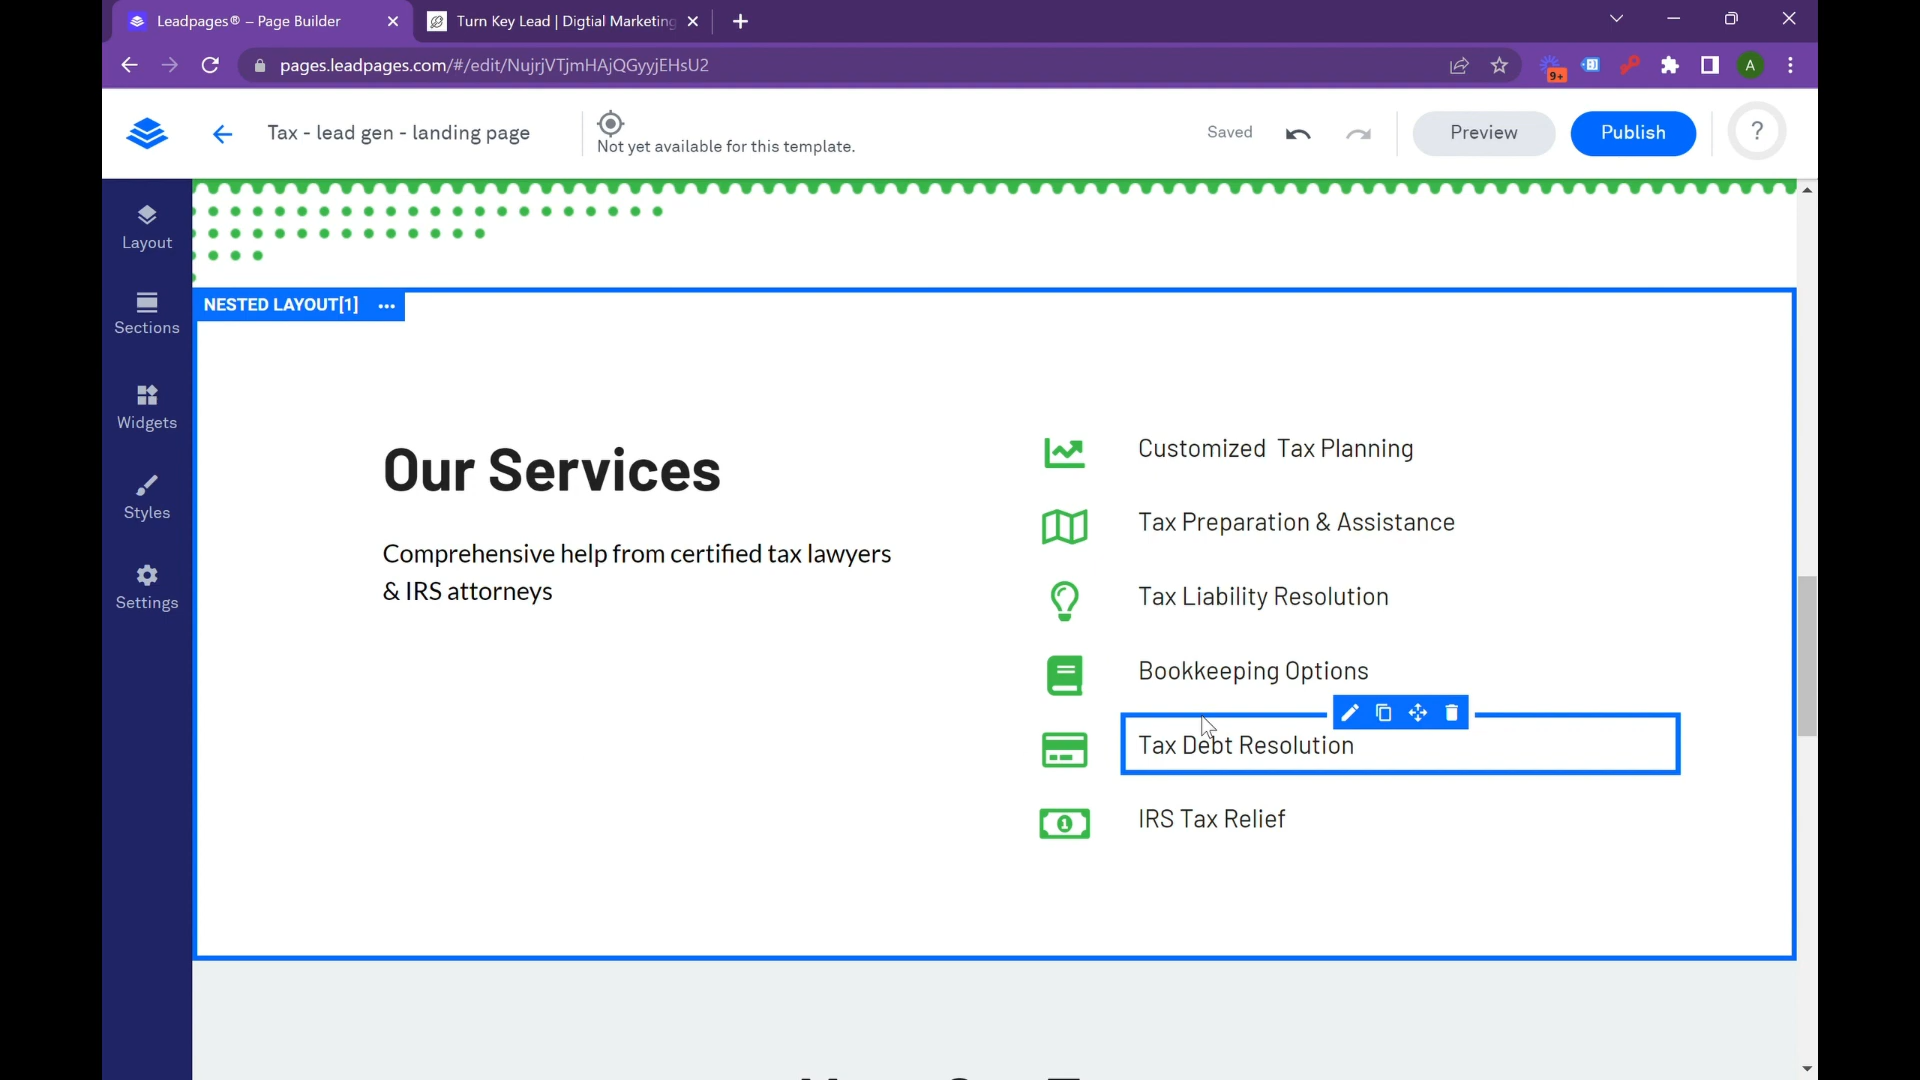 Leadpages® – Page Builder
Turn Key Lead | Digtial Marketing
pages.leadpages.com/#/edit/NujrjVTjmHAjQGyyjEHsU2
9+
A
Tax - lead gen - landing page
Not yet available for this template.
Saved
Preview
Publish
?
Layout
Sections
Widgets
Styles
Settings
NESTED LAYOUT[1]
Our Services
Comprehensive help from certified tax lawyers
& IRS attorneys
Customized Tax Planning
Tax Preparation & Assistance
Tax Liability Resolution
Bookkeeping Options
Tax Debt Resolution
1
IRS Tax Relief